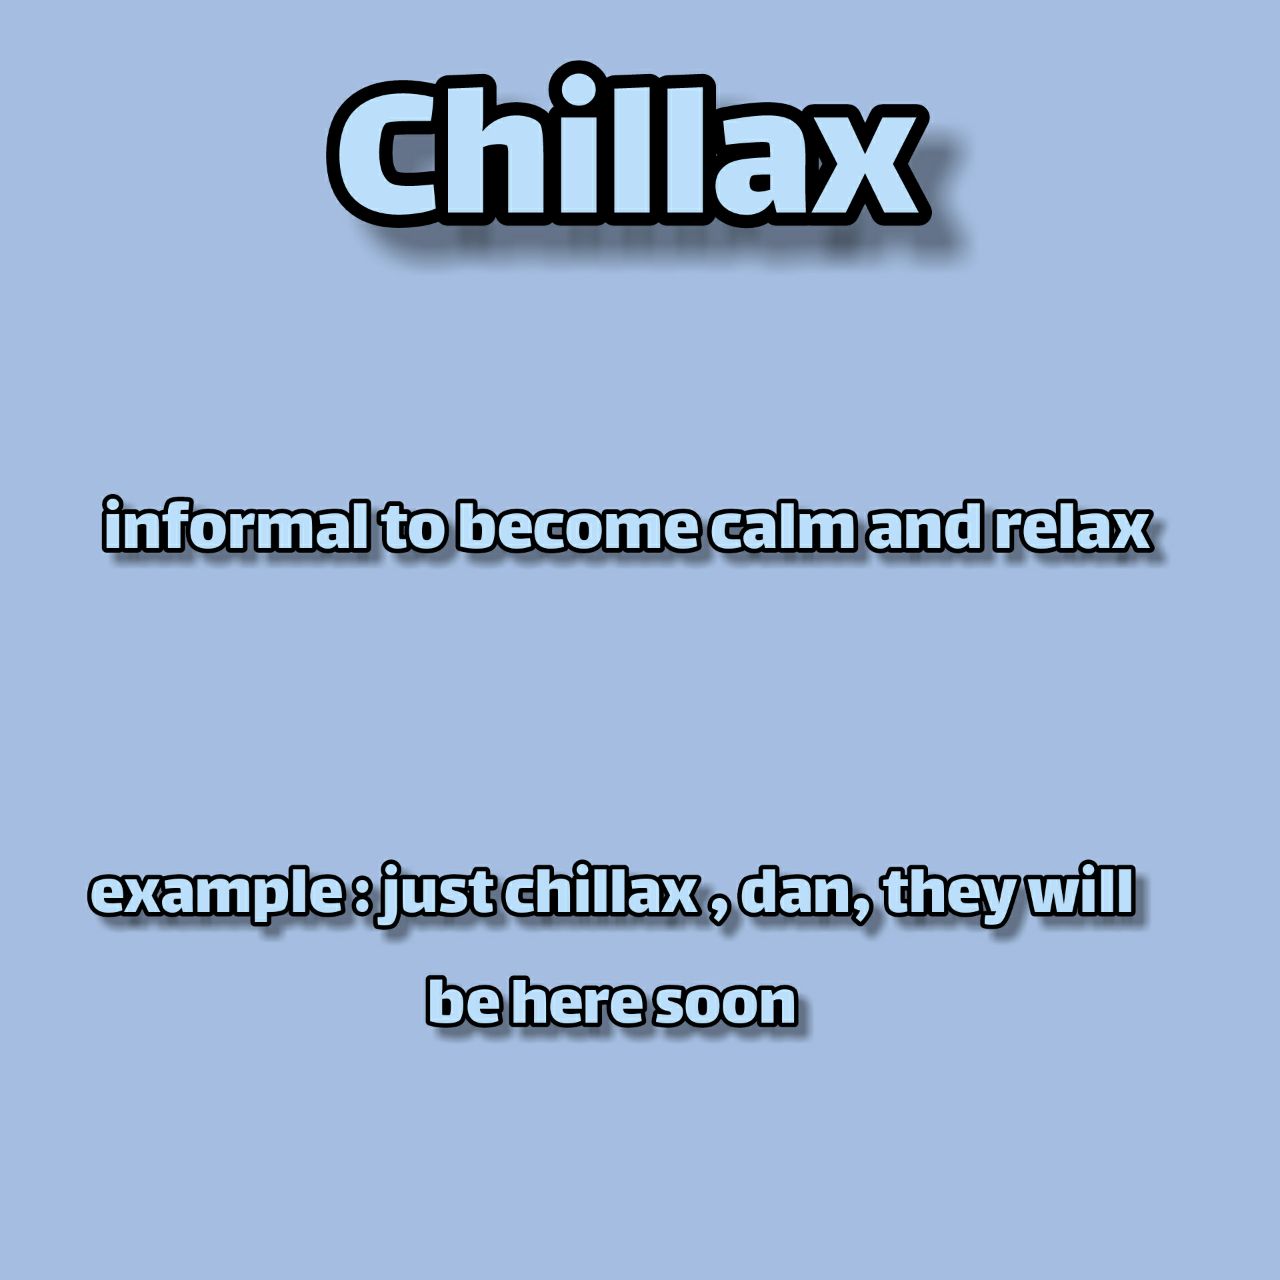 Chillax
informal to become calm and relax
example : just chillax , dan, they will
be here soon